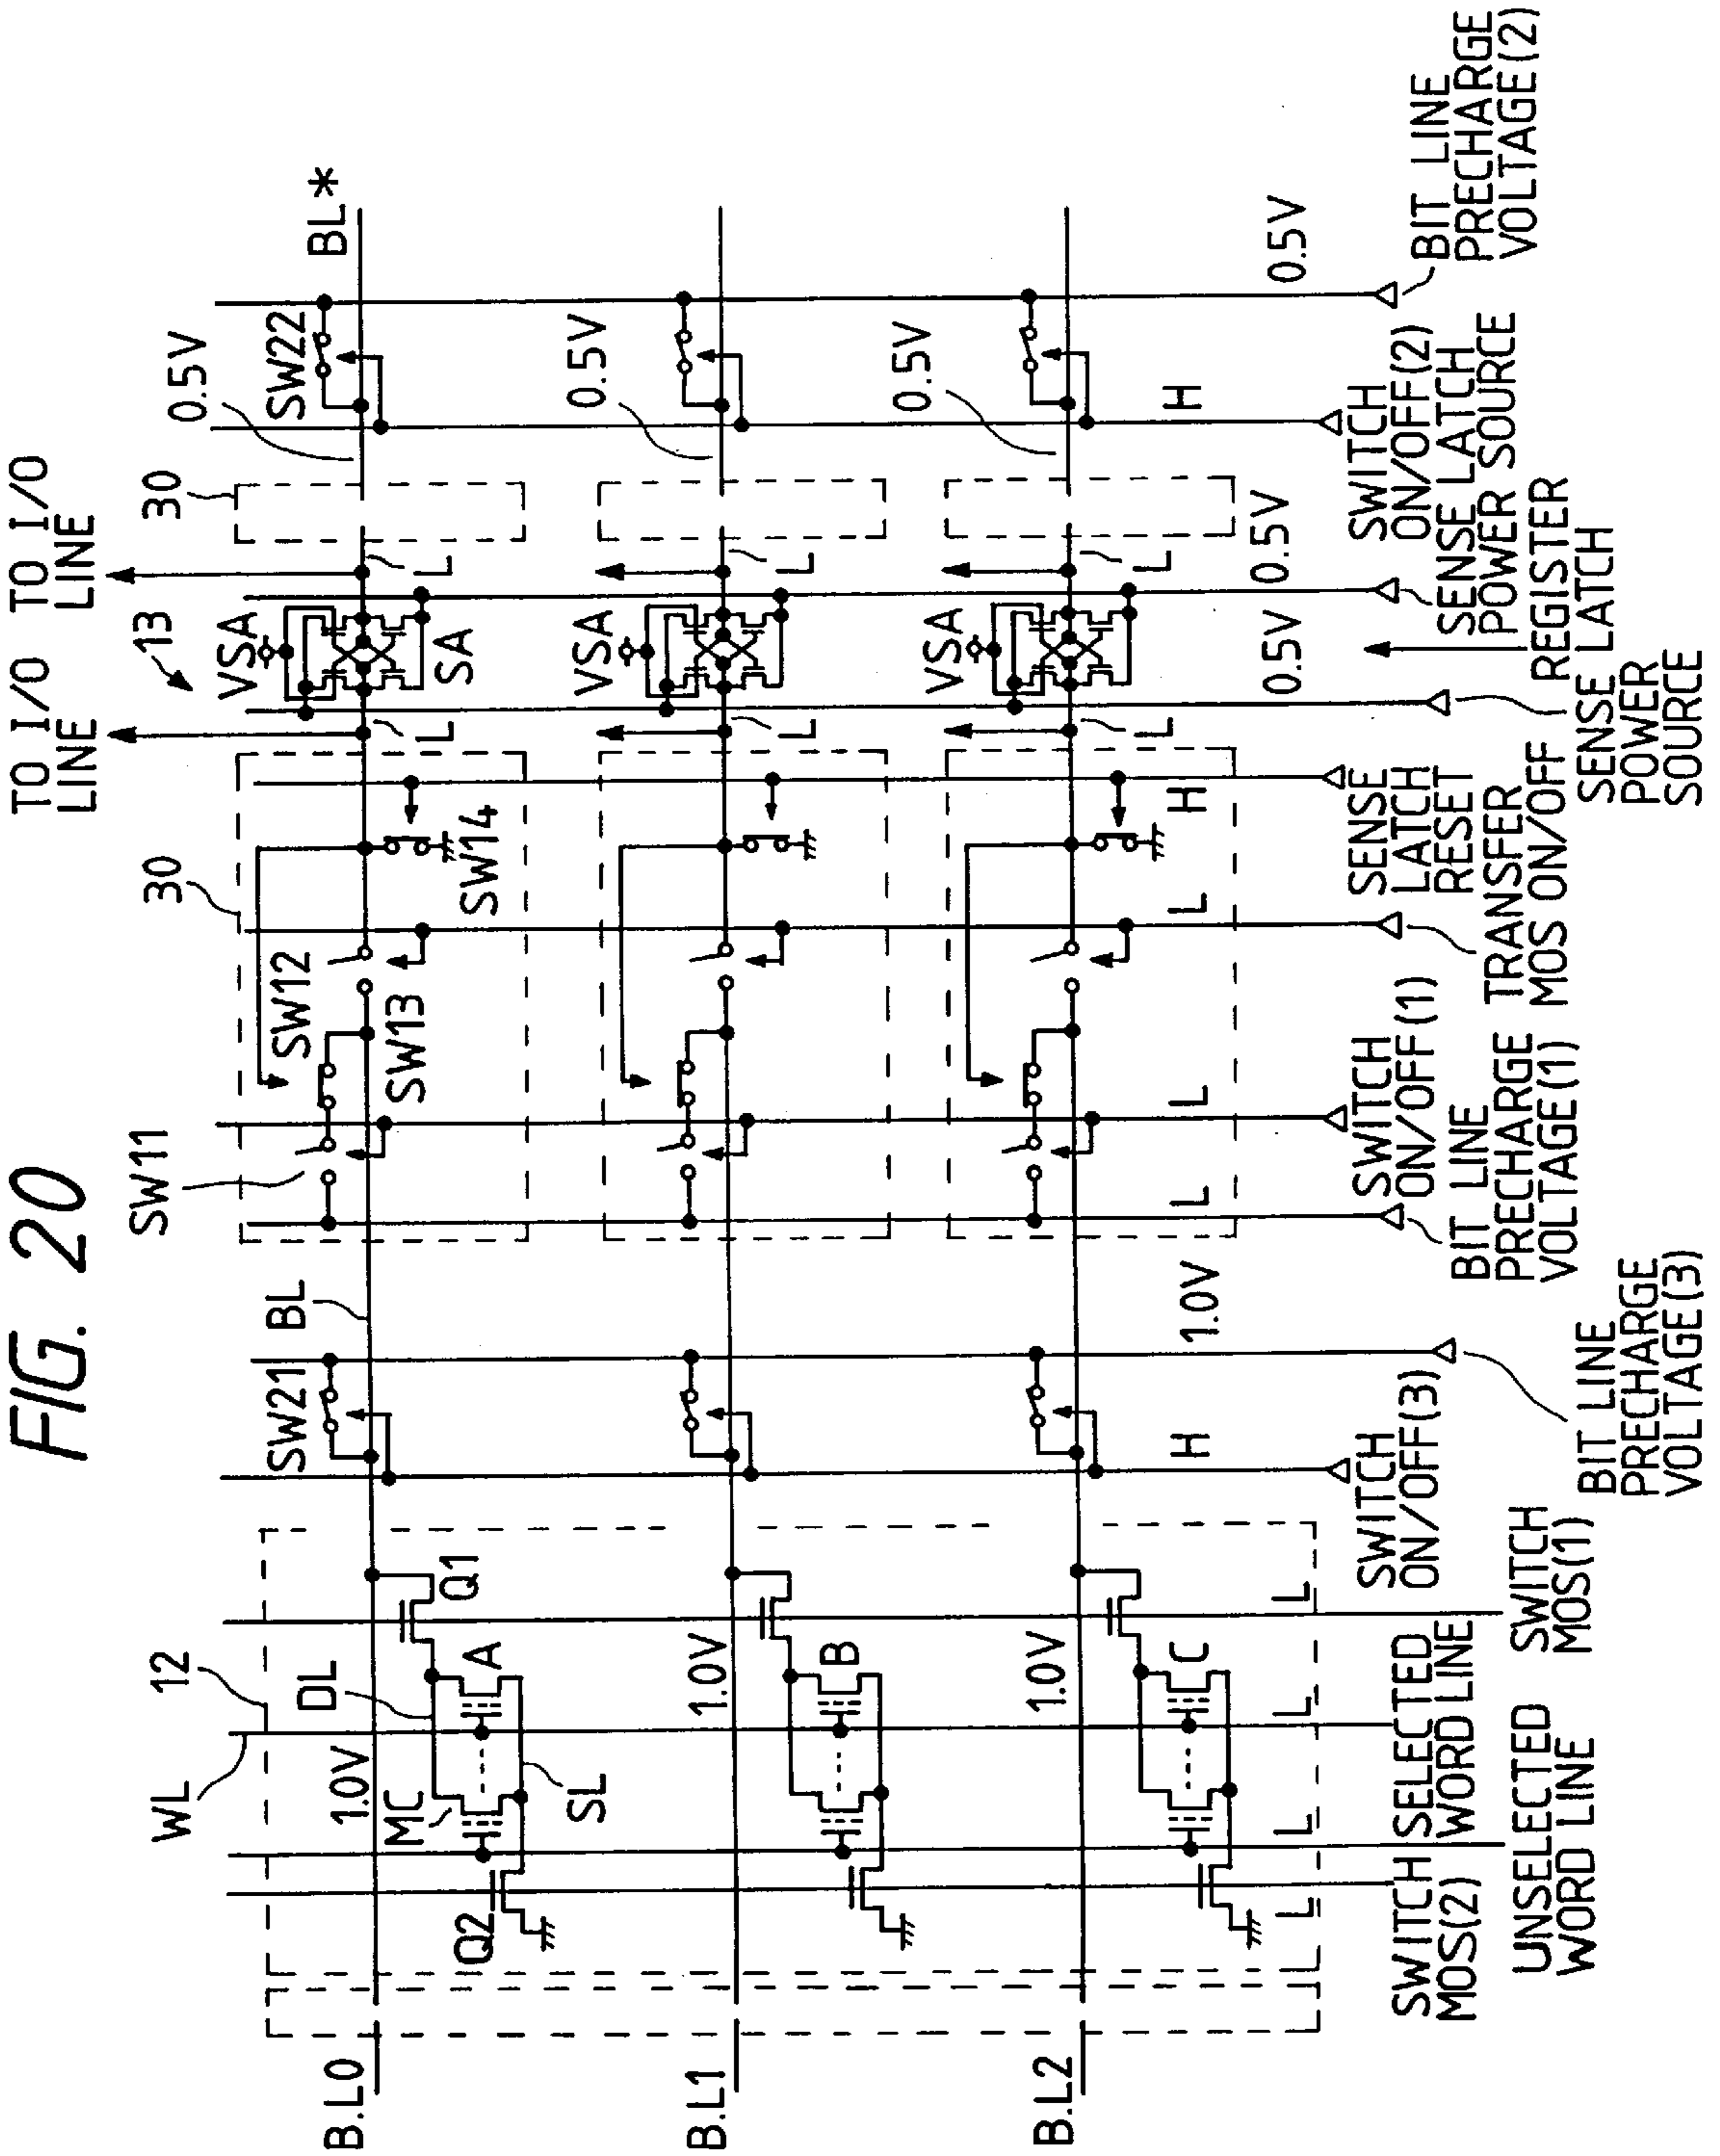 FIG. 20
TO I/O
LINE
TO I/O
LINE
13
SW11
30
30
0.5V
BL*
WL
12
BL
SW21
SW12
SW13
SW14
VSA
SA
L
L
SW22
B.L0
1.0V
DL
MC
A
Q1
Q2
SL
B.L1
1.0V
B
VSA
L
L
0.5V
B.L2
1.0V
C
VSA
L
L
0.5V
L
L
L
L
H
1.0V
L
L
L
H
0.5V
0.5V
H
0.5V
SWITCH
MOS(2)
UNSELECTED
WORD LINE
SELECTED
WORD LINE
SWITCH
MOS(1)
SWITCH
ON/OFF(3)
BIT LINE
PRECHARGE
VOLTAGE(3)
BIT LINE
PRECHARGE
VOLTAGE(1)
SWITCH
ON/OFF(1)
TRANSFER
MOS ON/OFF
SENSE
LATCH
RESET
SENSE
POWER
SOURCE
REGISTER
LATCH
SENSE LATCH
POWER SOURCE
SWITCH
ON/OFF(2)
BIT LINE
PRECHARGE
VOLTAGE(2)